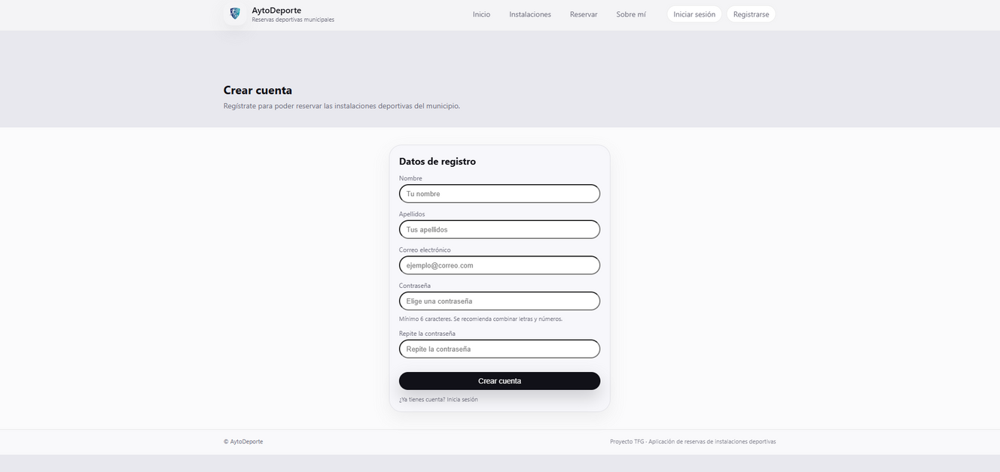 AytoDeporte
Reservas deportivas municipales
Inicio
Instalaciones
Reservar
Sobre mí
Iniciar sesión
Registrarse
Crear cuenta
Regístrate para poder reservar las instalaciones deportivas del municipio.
Datos de registro
Nombre
Tu nombre
Apellidos
Tus apellidos
Correo electrónico
ejemplo@correo.com
Contraseña
Elige una contraseña
Mínimo 6 caracteres. Se recomienda combinar letras y números.
Repite la contraseña
Repite la contraseña
Crear cuenta
¿Ya tienes cuenta? Inicia sesión
© AytoDeporte
Proyecto TFG · Aplicación de reservas de instalaciones deportivas